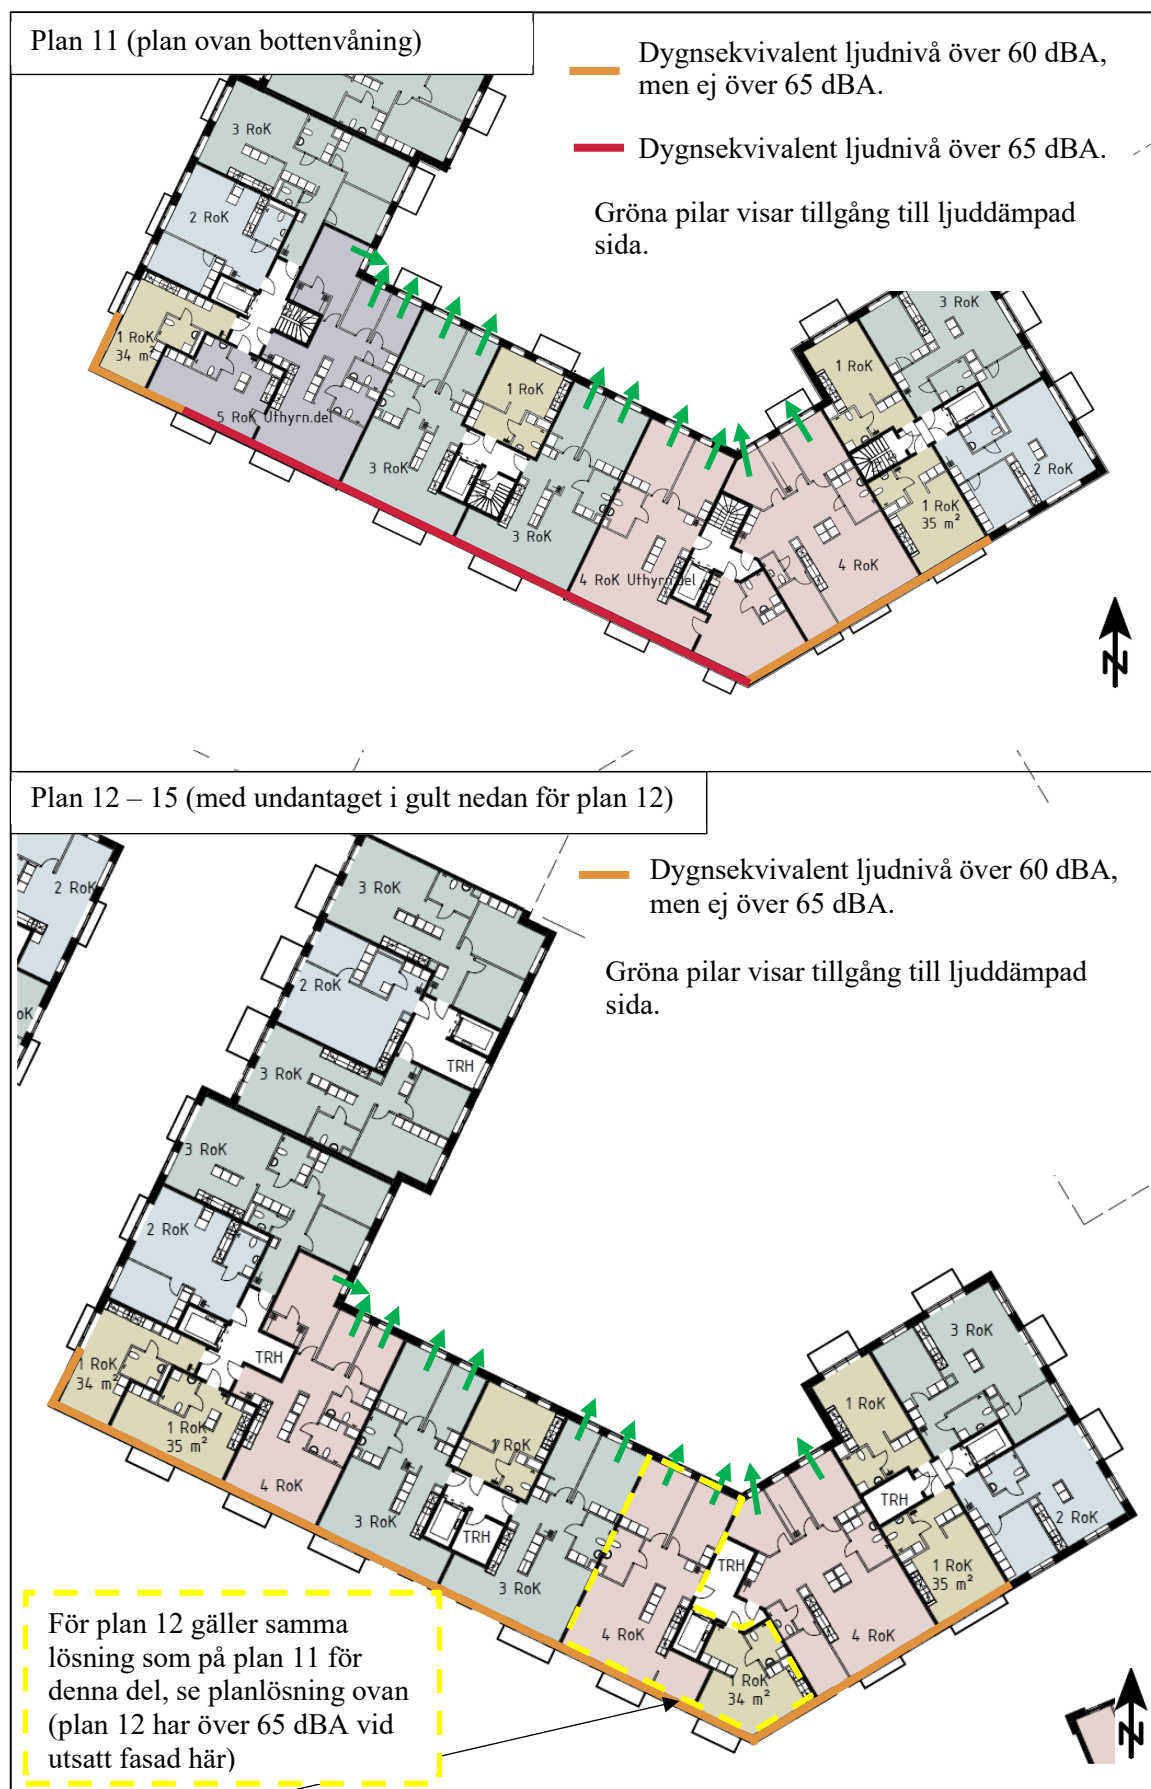 Plan 11 (plan ovan bottenvåning)
Dygnsekvivalent ljudnivå över 60 dBA,
men ej över 65 dBA.
Dygnsekvivalent ljudnivå över 65 dBA.
Gröna pilar visar tillgång till ljuddämpad
sida.
3 RoK
2 RoK
1 RoK
34 m²
5 RoK Uthyrn.del
3 RoK
1 RoK
3 RoK
4 RoK Uthyrn.del
4 RoK
1 RoK
3 RoK
2 RoK
1 RoK
35 m²
N
Plan 12 – 15 (med undantaget i gult nedan för plan 12)
Dygnsekvivalent ljudnivå över 60 dBA,
men ej över 65 dBA.
Gröna pilar visar tillgång till ljuddämpad
sida.
2 RoK
oK
3 RoK
2 RoK
TRH
3 RoK
3 RoK
2 RoK
TRH
1 RoK
34 m²
1 RoK
35 m²
4 RoK
3 RoK
1 RoK
TRH
3 RoK
4 RoK
TRH
1 RoK
34 m²
4 RoK
1 RoK
3 RoK
TRH
2 RoK
1 RoK
35 m²
För plan 12 gäller samma
lösning som på plan 11 för
denna del, se planlösning ovan
(plan 12 har över 65 dBA vid
utsatt fasad här)
N